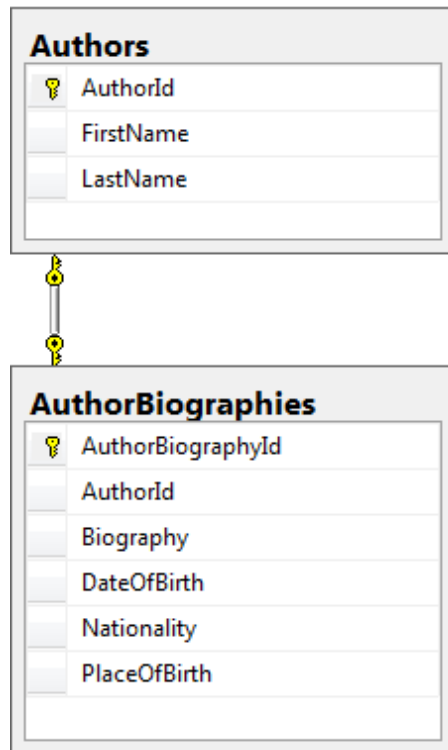 Authors
AuthorId
FirstName
LastName
AuthorBiographies
AuthorBiographyId
AuthorId
Biography
DateOfBirth
Nationality
PlaceOfBirth